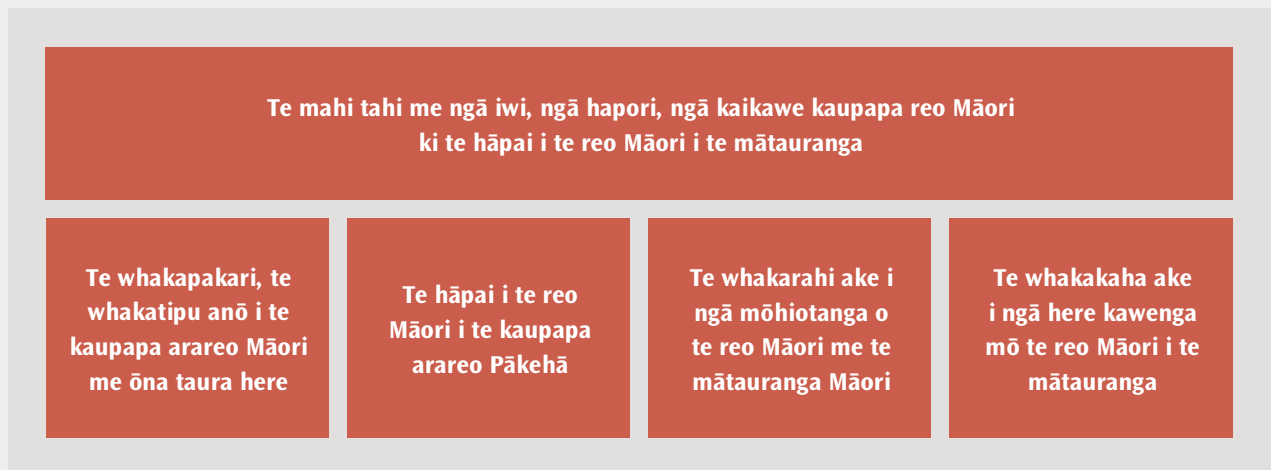 Te mahi tahi me ngā iwi, ngā hapori, ngā kaikawe kaupapa reo Māori
ki te hāpai i te reo Māori i te mātauranga
Te whakapakari, te
whakatipu anō i te
kaupapa arareo Māori
me ōna taura here
Te hāpai i te reo
Māori i te kaupapa
arareo Pākehā
Te whakarahi ake i
ngā mōhiotanga o
te reo Māori me te
mātauranga Māori
Te whakakaha ake
i ngā here kawenga
mō te reo Māori i te
mātauranga